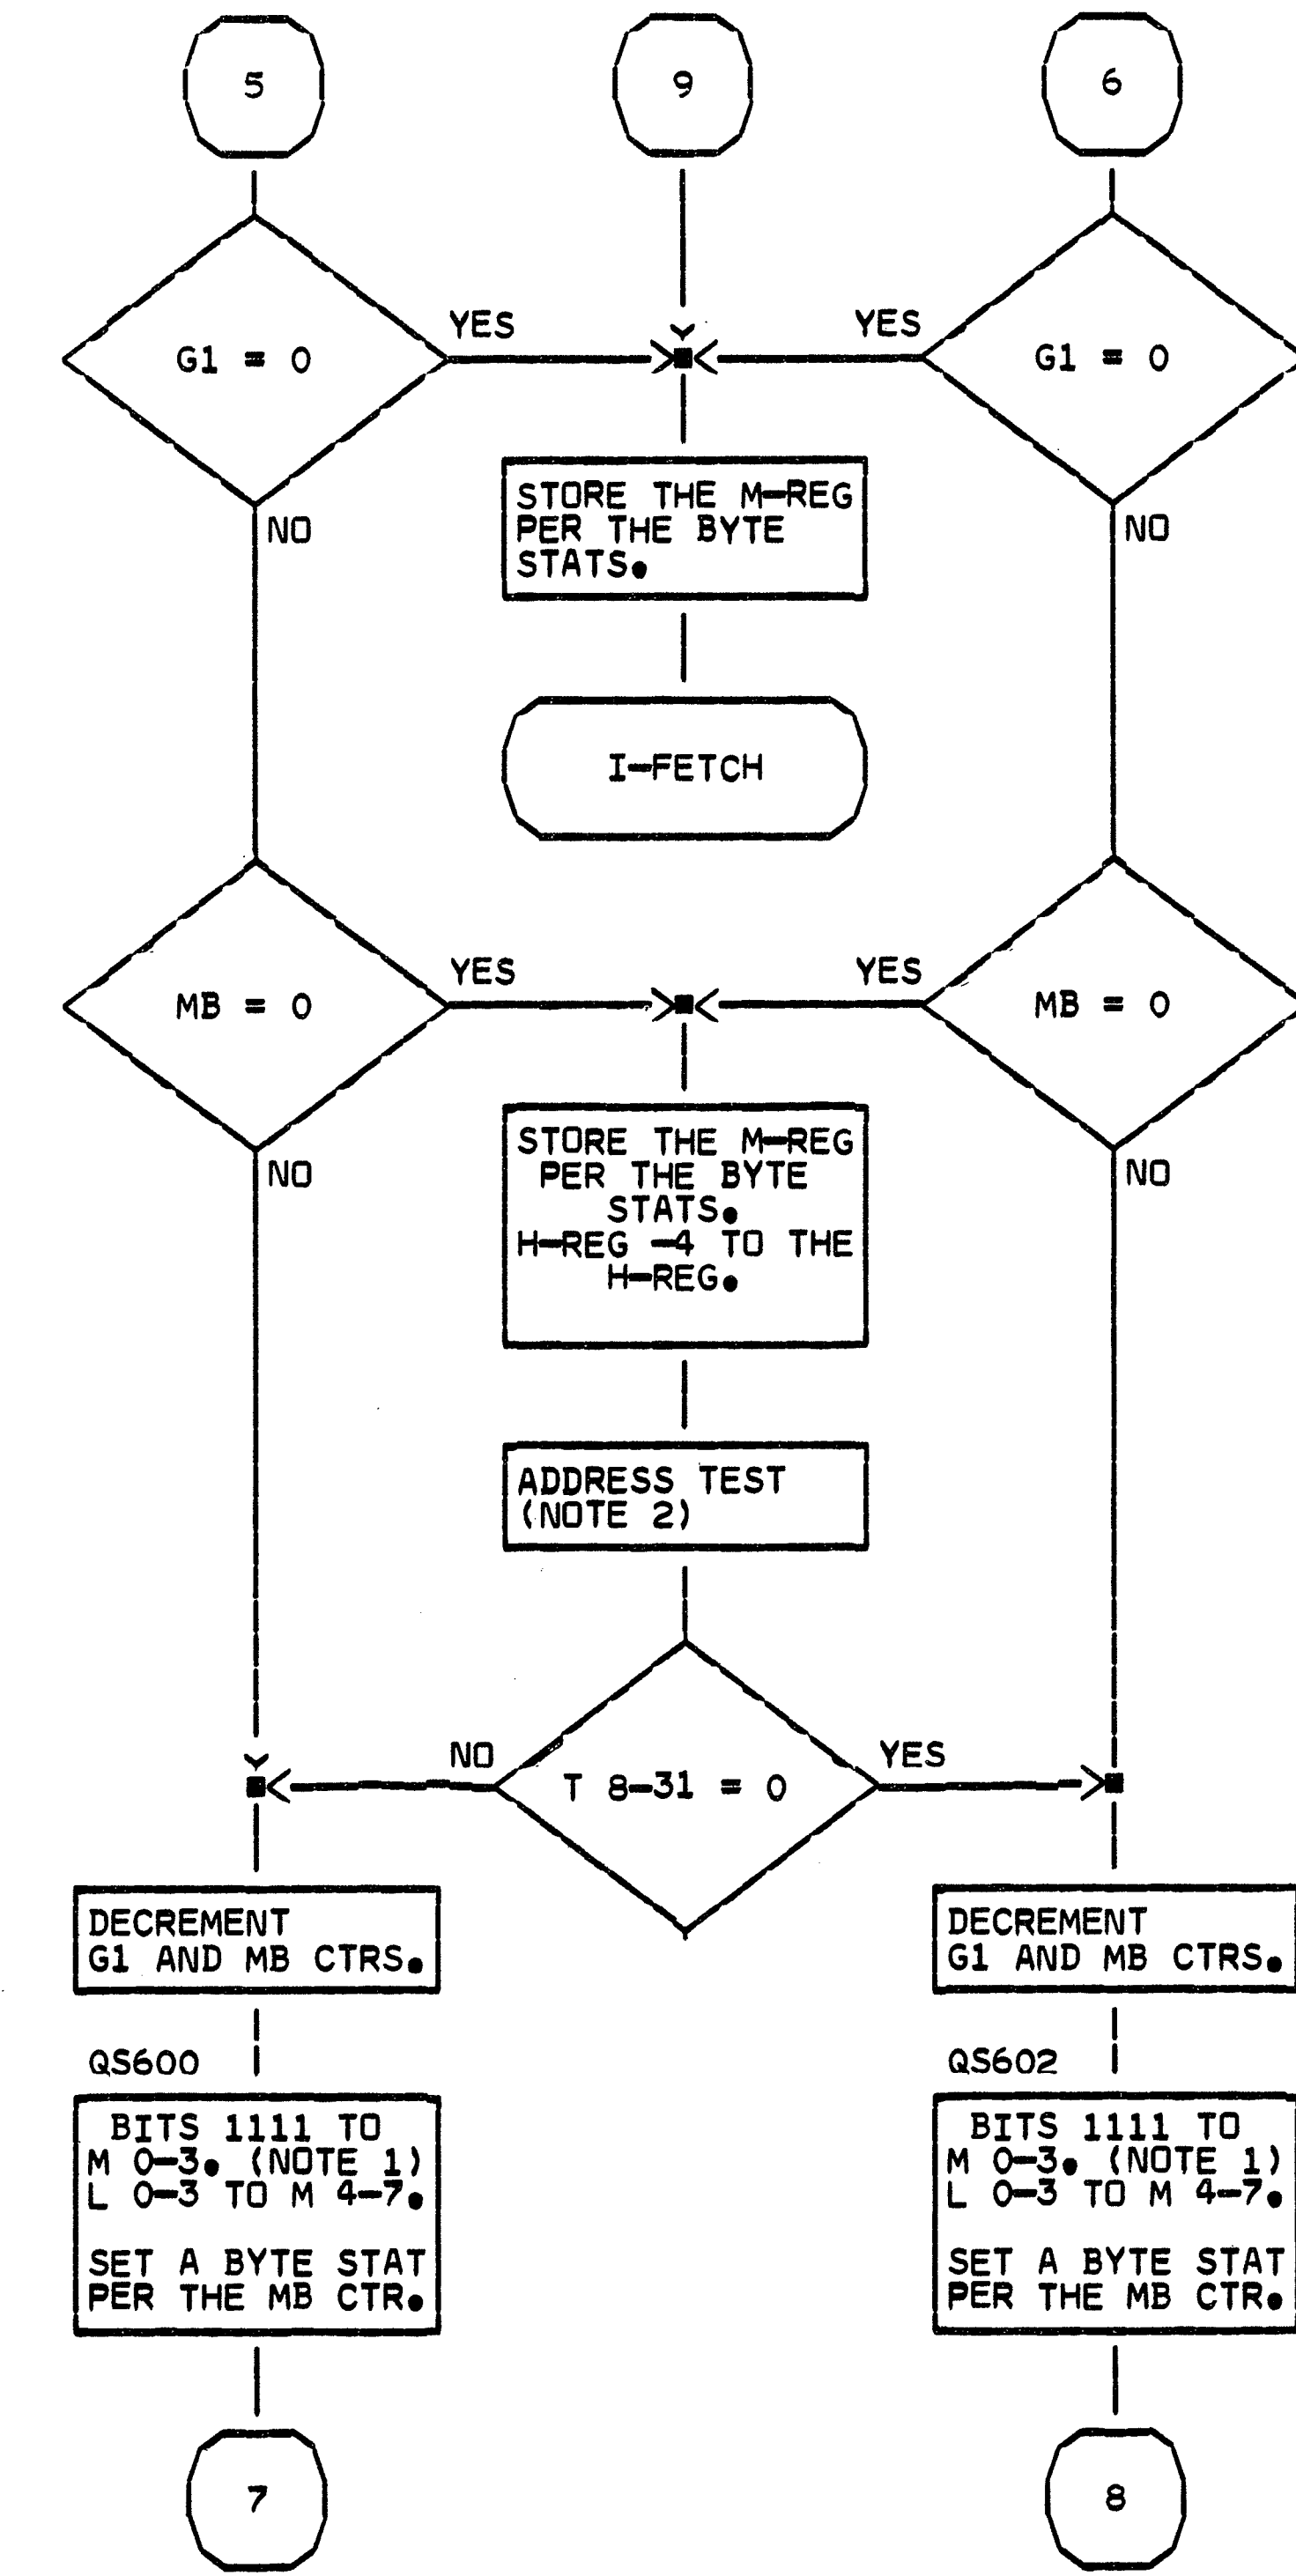 5
9
6
G1 = 0
YES
YES
G1 = 0
NO
STORE THE M-REG
PER THE BYTE
STATS.
NO
I-FETCH
MB = 0
YES
YES
MB = 0
NO
STORE THE M-REG
PER THE BYTE
STATS.
H-REG -4 TO THE
H-REG.
NO
ADDRESS TEST
(NOTE 2)
NO
T 8-31 = 0
YES
DECREMENT
G1 AND MB CTRS.
DECREMENT
G1 AND MB CTRS.
QS600
BITS 1111 TO
M 0-3. (NOTE 1)
L 0-3 TO M 4-7.
SET A BYTE STAT
PER THE MB CTR.
QS602
BITS 1111 TO
M 0-3. (NOTE 1)
L 0-3 TO M 4-7.
SET A BYTE STAT
PER THE MB CTR.
7
8